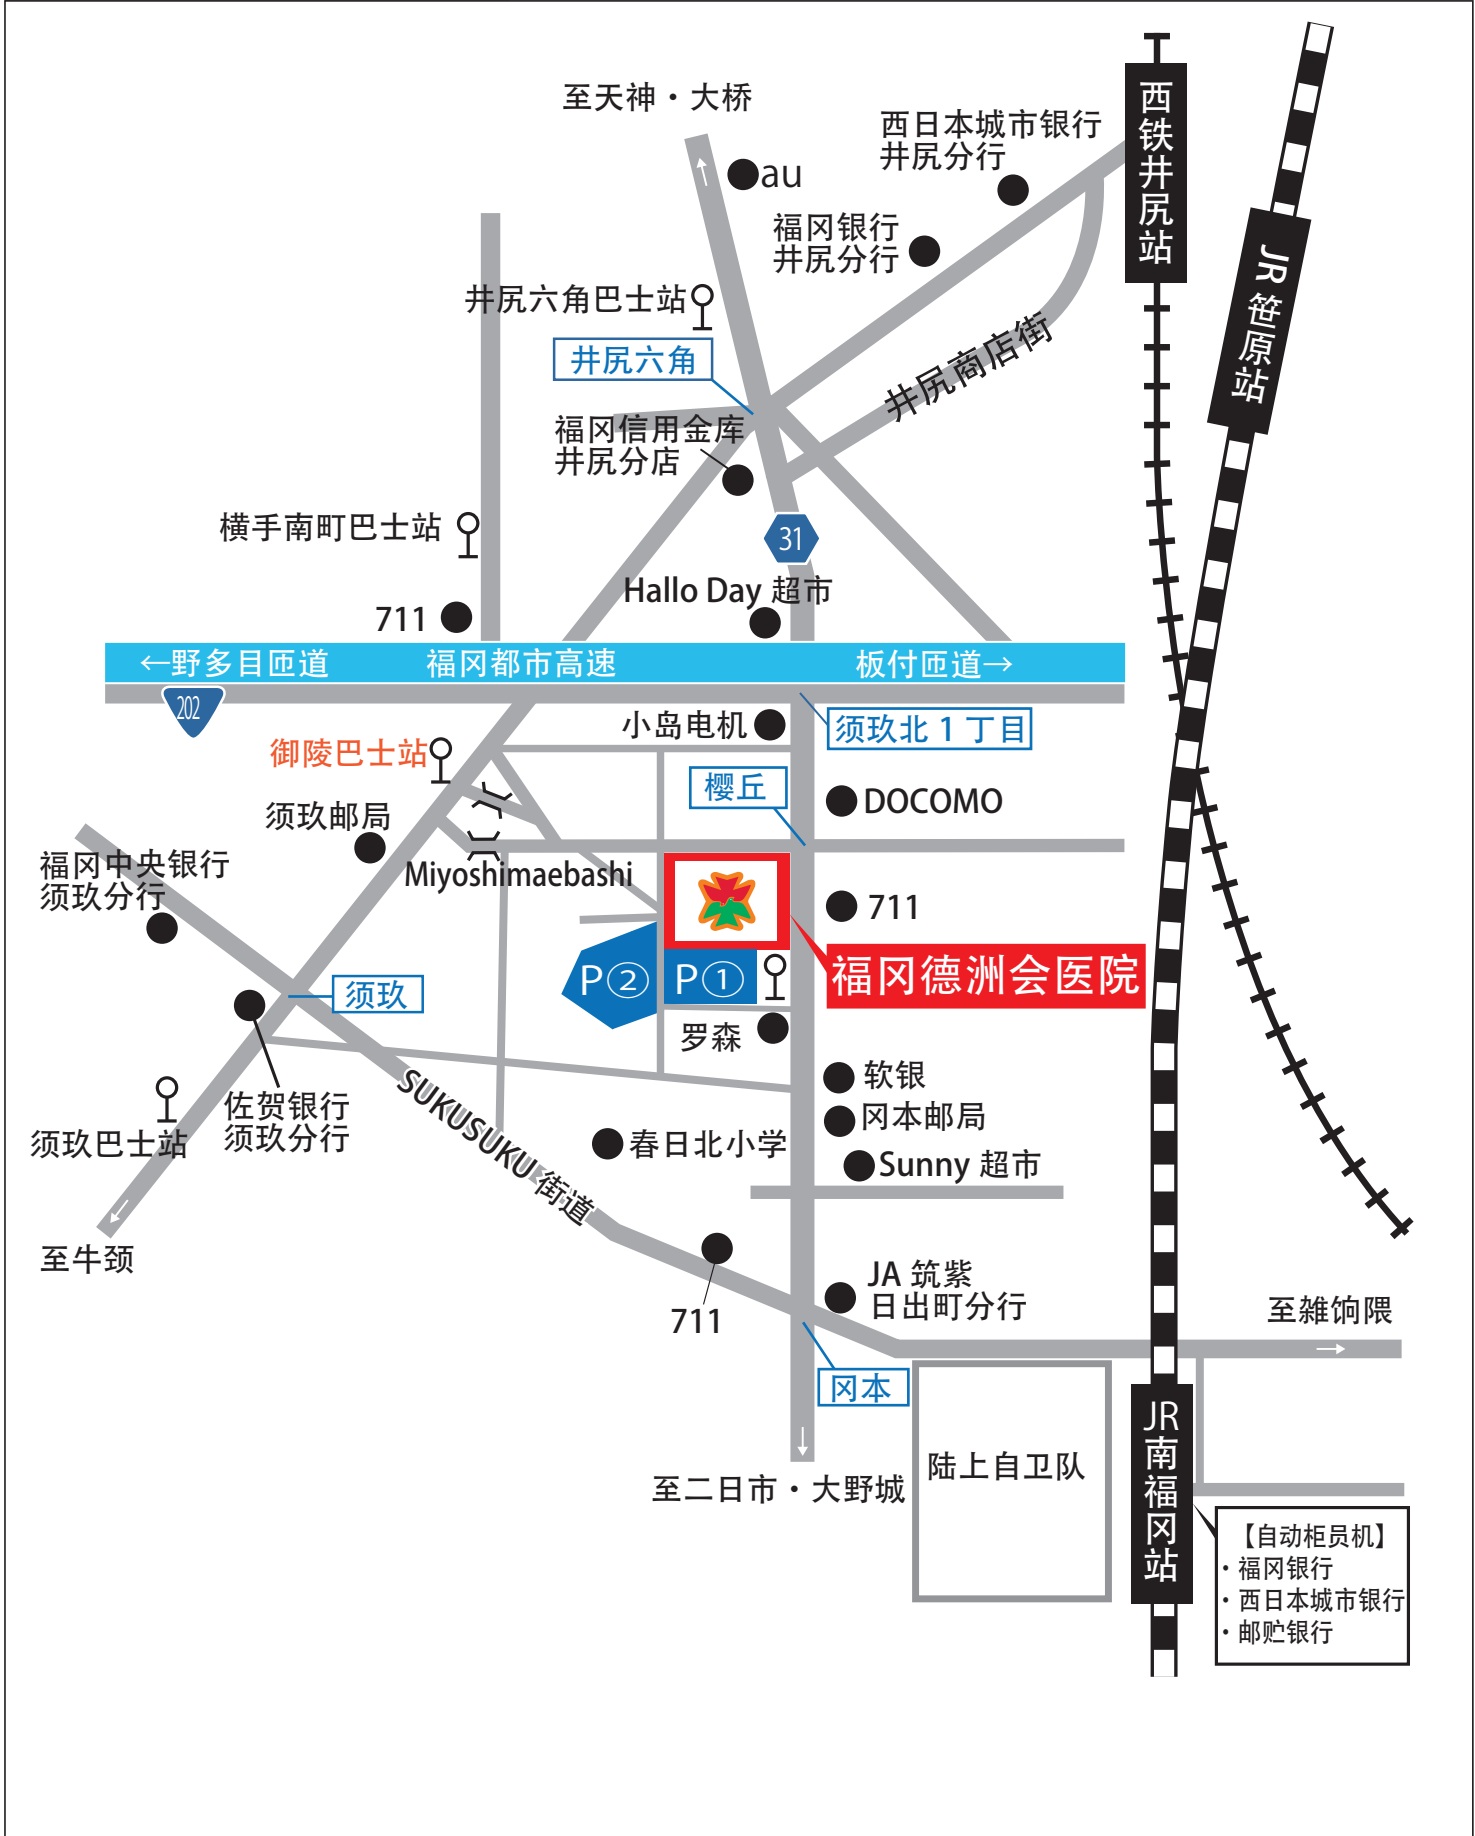 至天神・大桥
au
西日本城市银行
井尻分行
西铁井尻站
福冈银行
井尻分行
JR 笹原站
井尻六角巴士站
井尻六角
井尻商店街
福冈信用金库
井尻分店
横手南町巴士站
31
Hallo Day 超市
711
←野多目匝道
福冈都市高速
板付匝道→
202
小岛电机
须玖北 1 丁目
御陵巴士站
樱丘
DOCOMO
须玖邮局
福冈中央银行
须玖分行
Miyoshimaebashi
711
福冈德洲会医院
P②
P①
须玖
罗森
软银
佐贺银行
须玖分行
SUKUSUKU 街道
冈本邮局
须玖巴士站
春日北小学
Sunny 超市
至牛颈
711
JA 筑紫
日出町分行
至雑饷隈
冈本
JR南福冈站
陆上自卫队
至二日市・大野城
【自动柜员机】
・福冈银行
・西日本城市银行
・邮贮银行